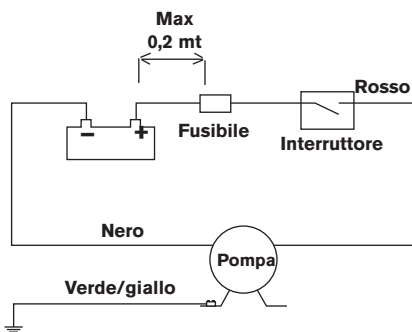 Max
0,2 mt
Rosso
− +
Fusibile
Interruttore
Nero
Pompa
Verde/giallo